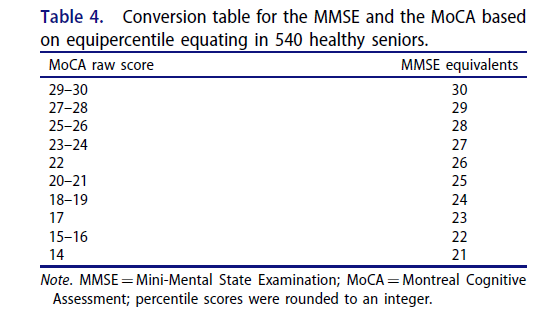 Table 4. Conversion table for the MMSE and the MoCA based
on equipercentile equating in 540 healthy seniors.
MoCA raw score MMSE equivalents
29–30 30
27–28 29
25–26 28
23–24 27
22 26
20–21 25
18–19 24
17 23
15–16 22
14 21
Note. MMSE = Mini-Mental State Examination; MoCA = Montreal Cognitive
Assessment; percentile scores were rounded to an integer.